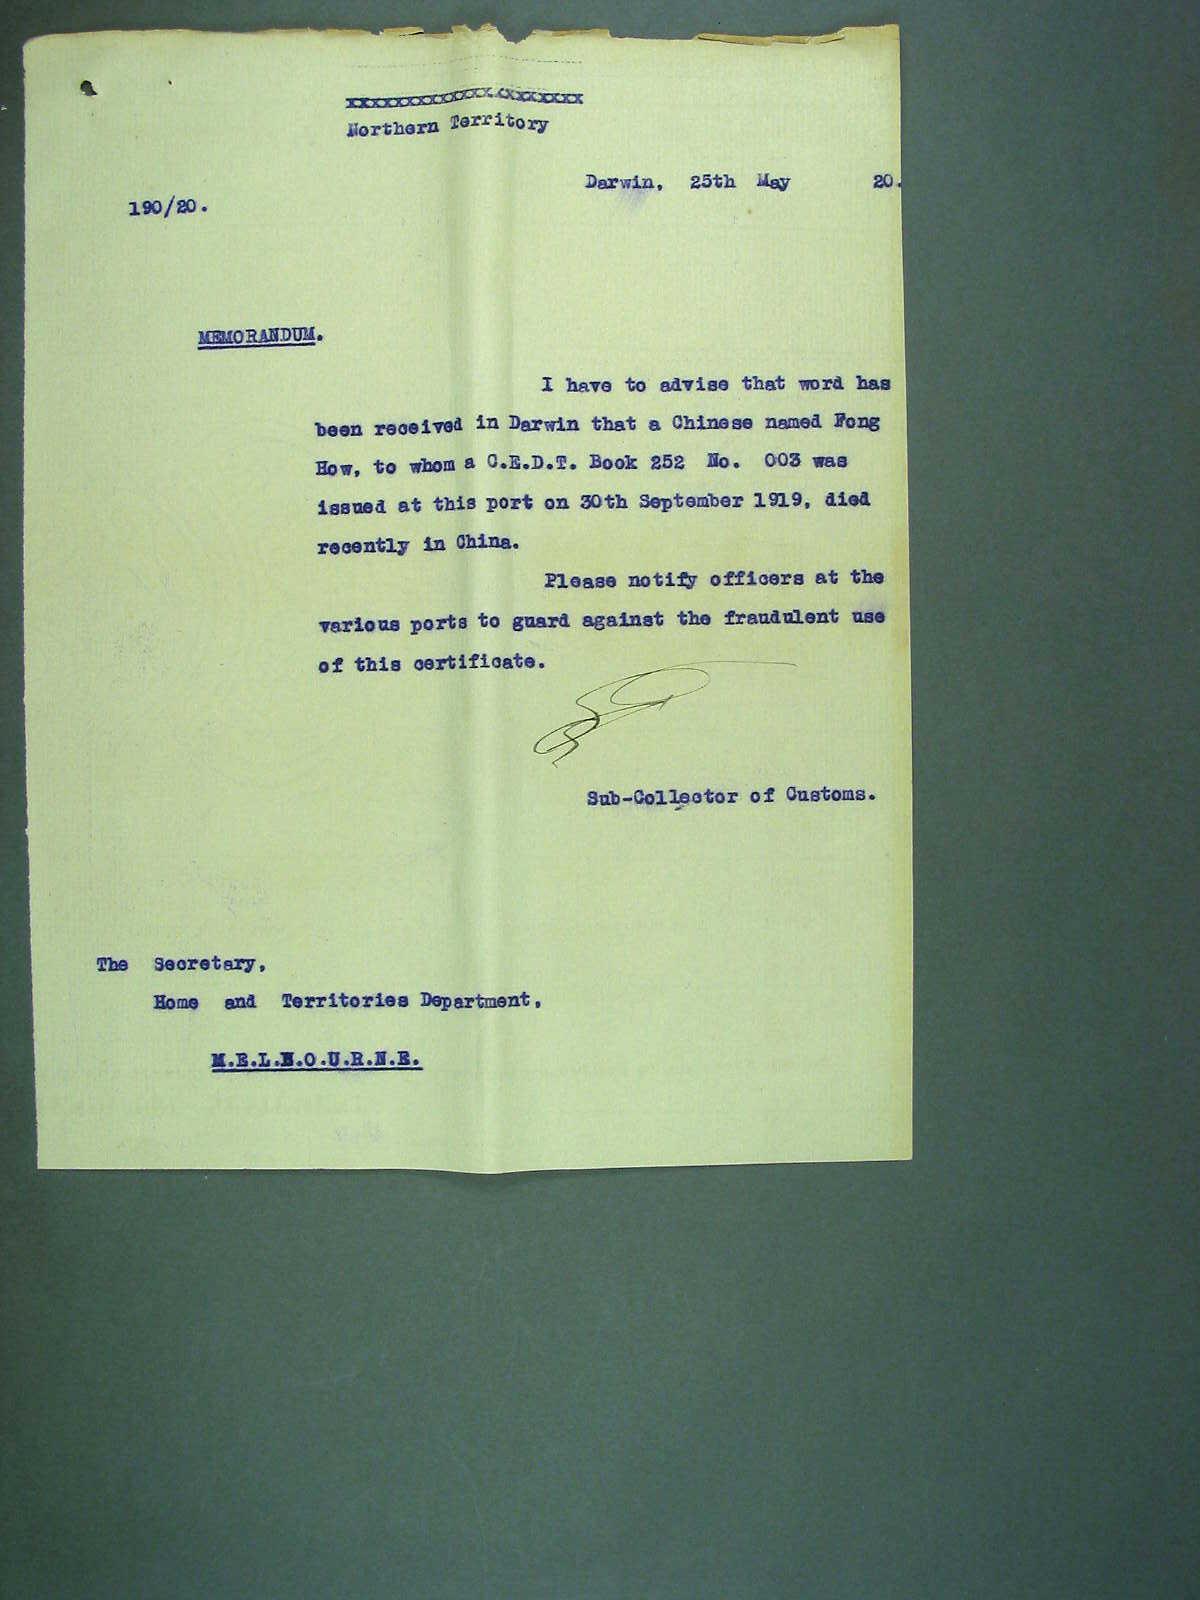 xxxxxxxxxxxxxxxxxxxxxxx
Northern Territory
Darwin, 25th May 20.
190/20.
MEMORANDUM.
I have to advise that word has
been received in Darwin that a Chinese named Fong
How, to whom a C.E.D.T. Book 252 No. 003 was
issued at this port on 30th September 1919, died
recently in China.
Please notify officers at the
various ports to guard against the fraudulent use
of this certificate.
Sub-Collector of Customs.
The Secretary,
Home and Territories Department,
M.E.L.B.O.U.R.N.E.